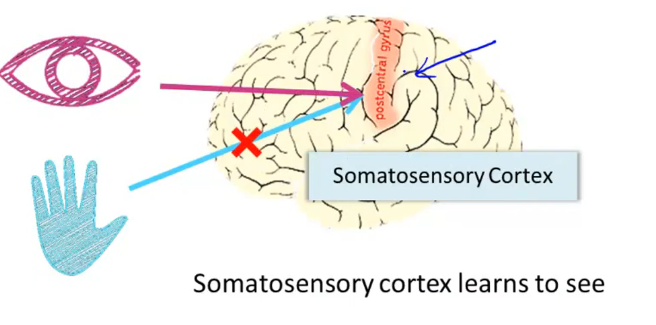 postcentral gyrus
Somatosensory Cortex
Somatosensory cortex learns to see